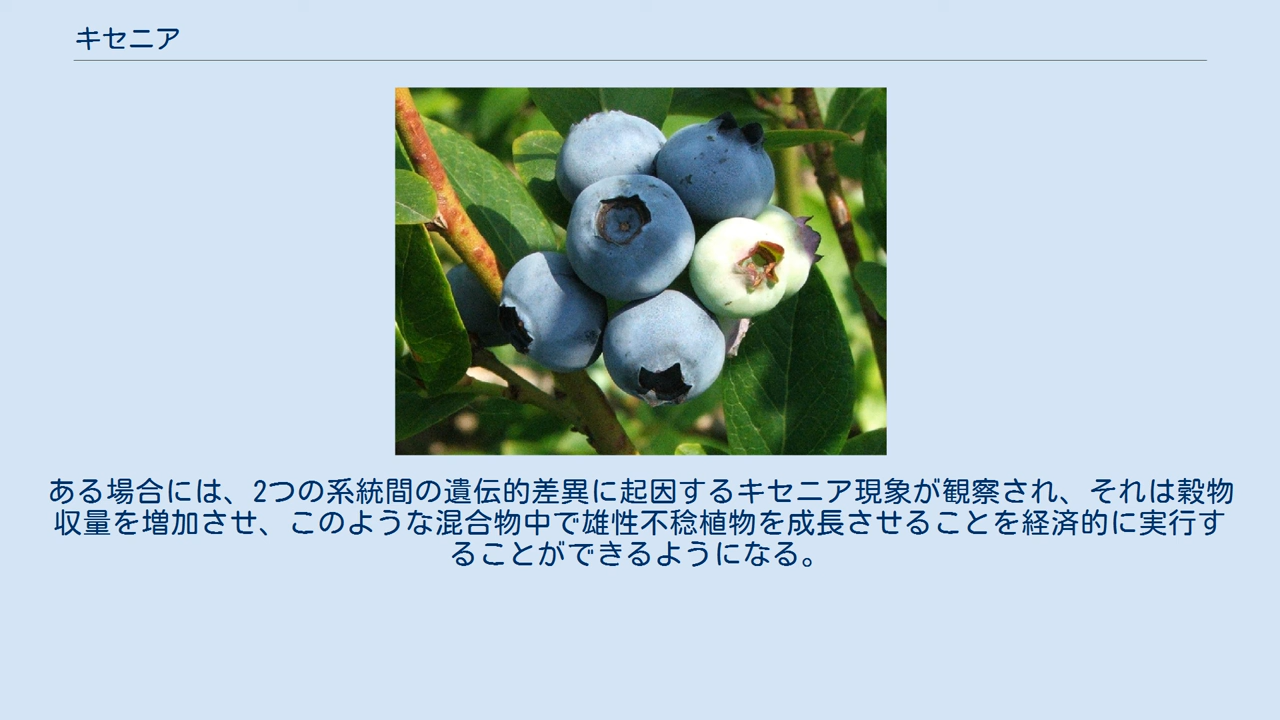 キセニア
ある場合には、2つの系統間の遺伝的差異に起因するキセニア現象が観察され、それは穀物
収量を増加させ、このような混合物中で雄性不稔植物を成長させることを経済的に実行す
ることができるようになる。